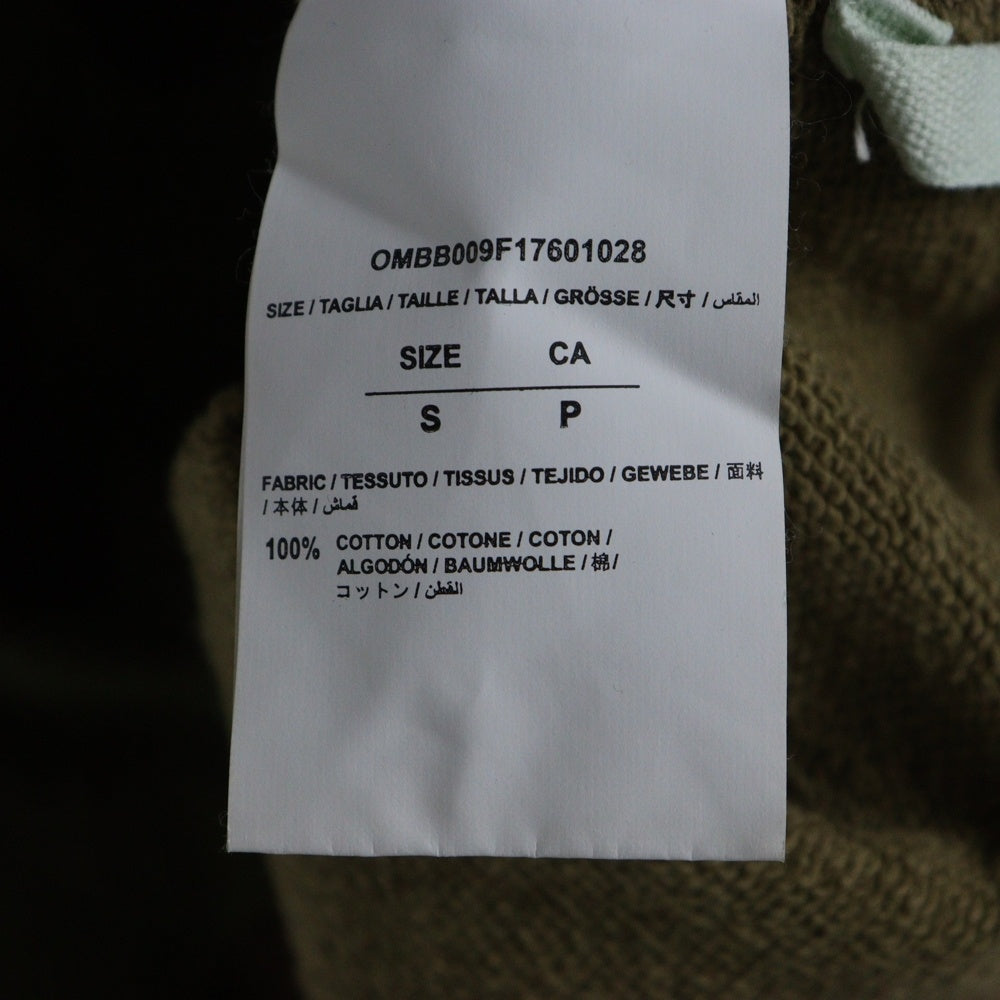 OMBB009F17601028
SIZE / TAGLIA / TAILLE / TALLA / GRÖSSE / 尺寸 / المقاس
SIZE CA
S P
FABRIC / TESSUTO / TISSUS / TEJIDO / GEWEBE / 面料
/ 本体 / قماش
100% COTTON / COTONE / COTON /
ALGODÓN / BAUMWOLLE / 棉/
コットン / القطن